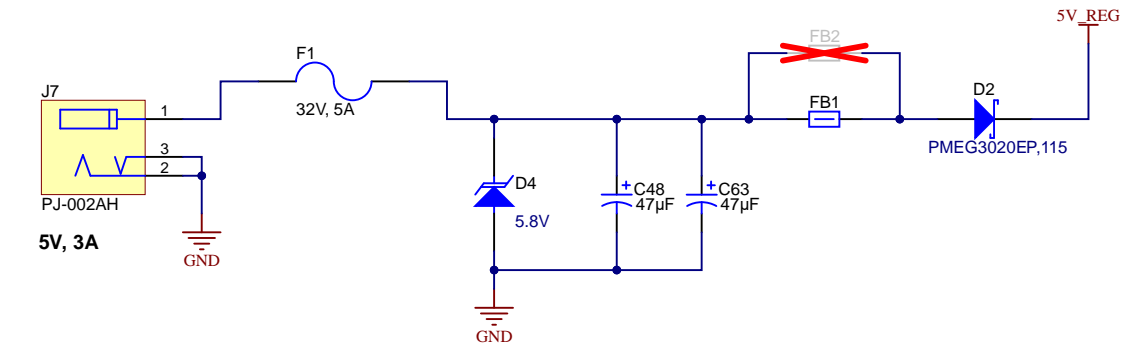 5V_REG
FB2
F1
D2
J7
32V, 5A
FB1
1
PMEG3020EP,115
3
2
D4
+
C48
+
C63
PJ-002AH
47µF
47µF
5.8V
5V, 3A
GND
GND